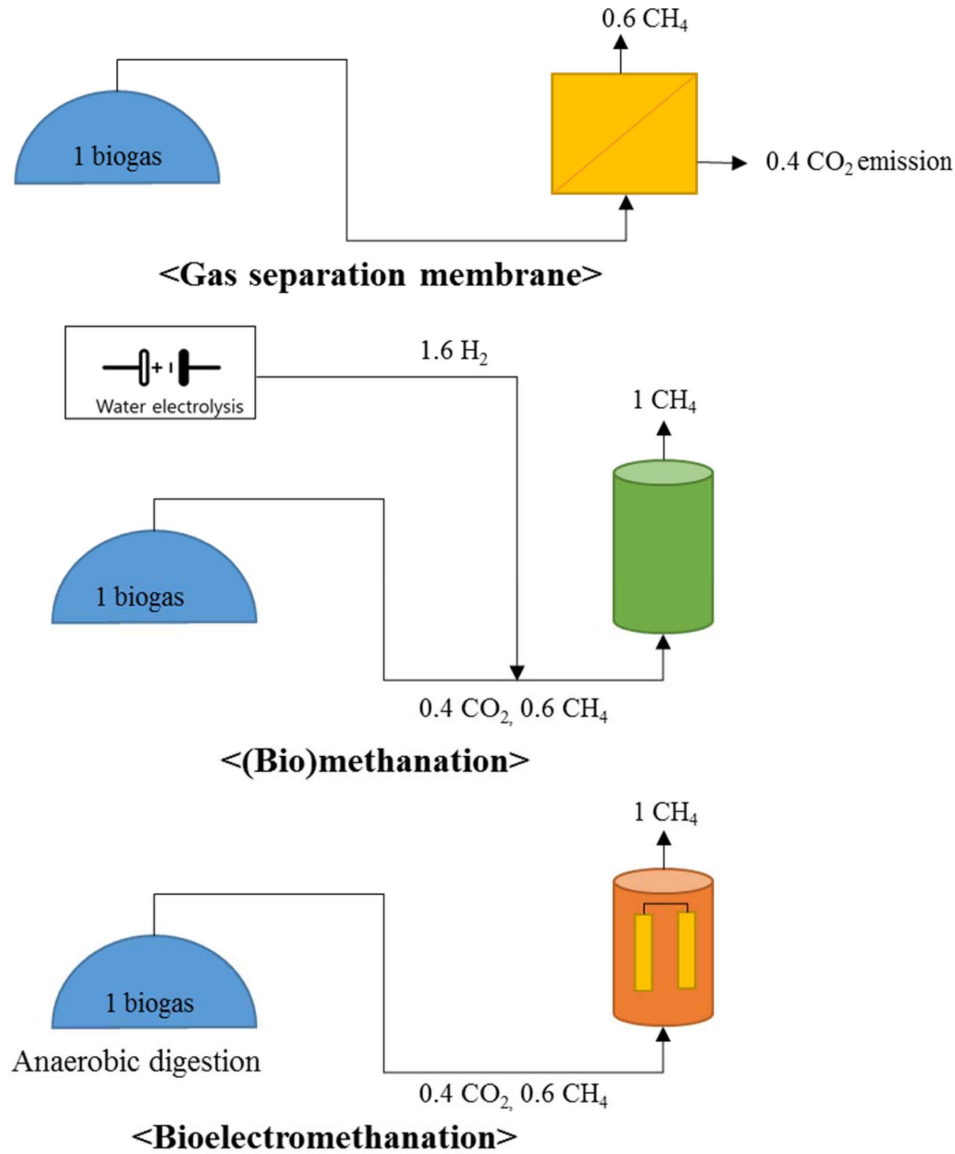 0.6 CH₄
1 biogas
0.4 CO₂ emission
<Gas separation membrane>
1.6 H₂
+
Water electrolysis
1 CH₄
1 biogas
0.4 CO₂, 0.6 CH₄
<(Bio)methanation>
1 CH₄
1 biogas
Anaerobic digestion
0.4 CO₂, 0.6 CH₄
<Bioelectromethanation>